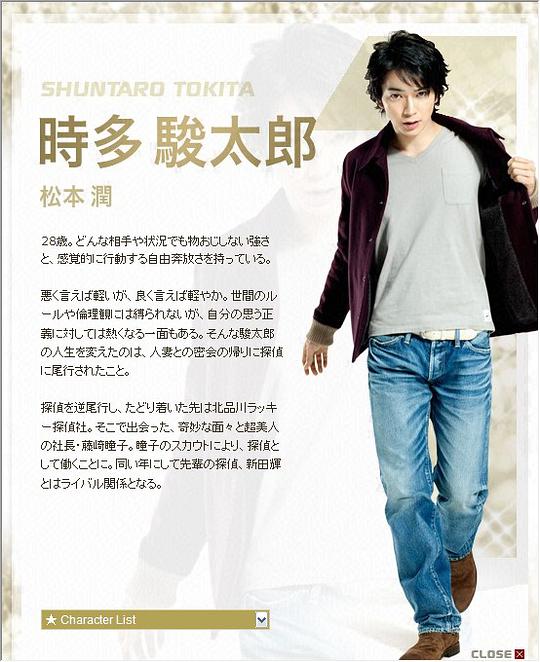 SHUNTARO TOKITA
時多 駿太郎
松本 潤
28歳。どんな相手や状況でも物おじしない強さ
と、感覚的に行動する自由奔放さを持っている。
悪く言えば軽いが、良く言えば軽やか。世間のル
ールや倫理観には縛られないが、自分の思う正
義に対しては熱くなる一面もある。そんな駿太郎
の人生を変えたのは、人妻との密会の帰りに探偵
に尾行されたこと。
探偵を逆尾行し、たどり着いた先は北品川ラッキ
ー探偵社。そこで出会った、奇妙な面々と超美人
の社長・藤崎瞳子。瞳子のスカウトにより、探偵と
して働くことに。同い年にして先輩の探偵、新田輝
とはライバル関係となる。
★ Character List
CLOSE